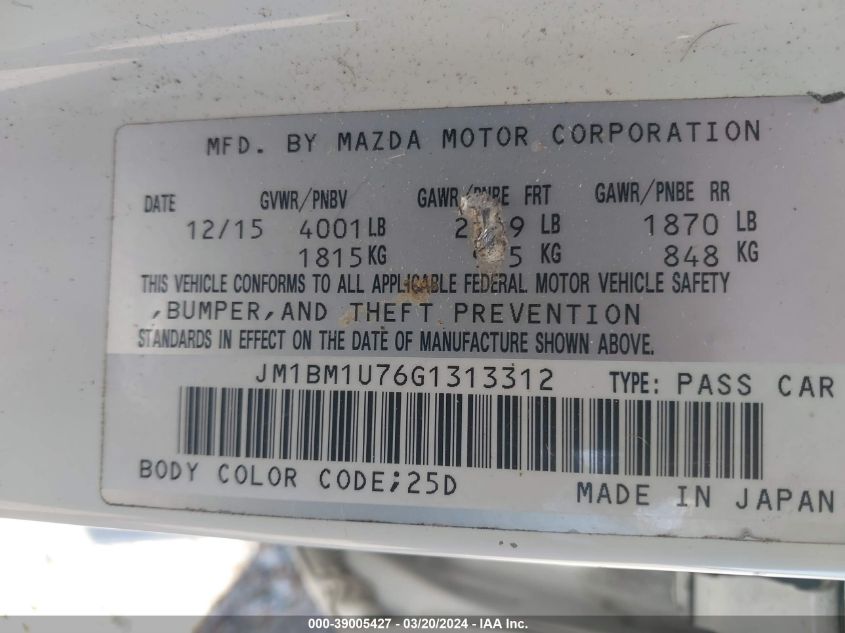 MFD. BY MAZDA MOTOR CORPORATION
DATE GVWR/PNBV GAWR/PNBE FRT GAWR/PNBE RR
12/15 4001 LB LB 1870 LB
1815 KG KG 848 KG
THIS VEHICLE CONFORMS TO ALL APPLICABLE FEDERAL MOTOR VEHICLE SAFETY
,BUMPER,AND THEFT PREVENTION
STANDARDS IN EFFECT ON THE DATE OF MANUFACTURE SHOWN ABOVE.
JM1BM1U76G1313312 TYPE: PASS CAR
BODY COLOR CODE;25D
MADE IN JAPAN
000-39005427 - 03/20/2024 - IAA Inc.